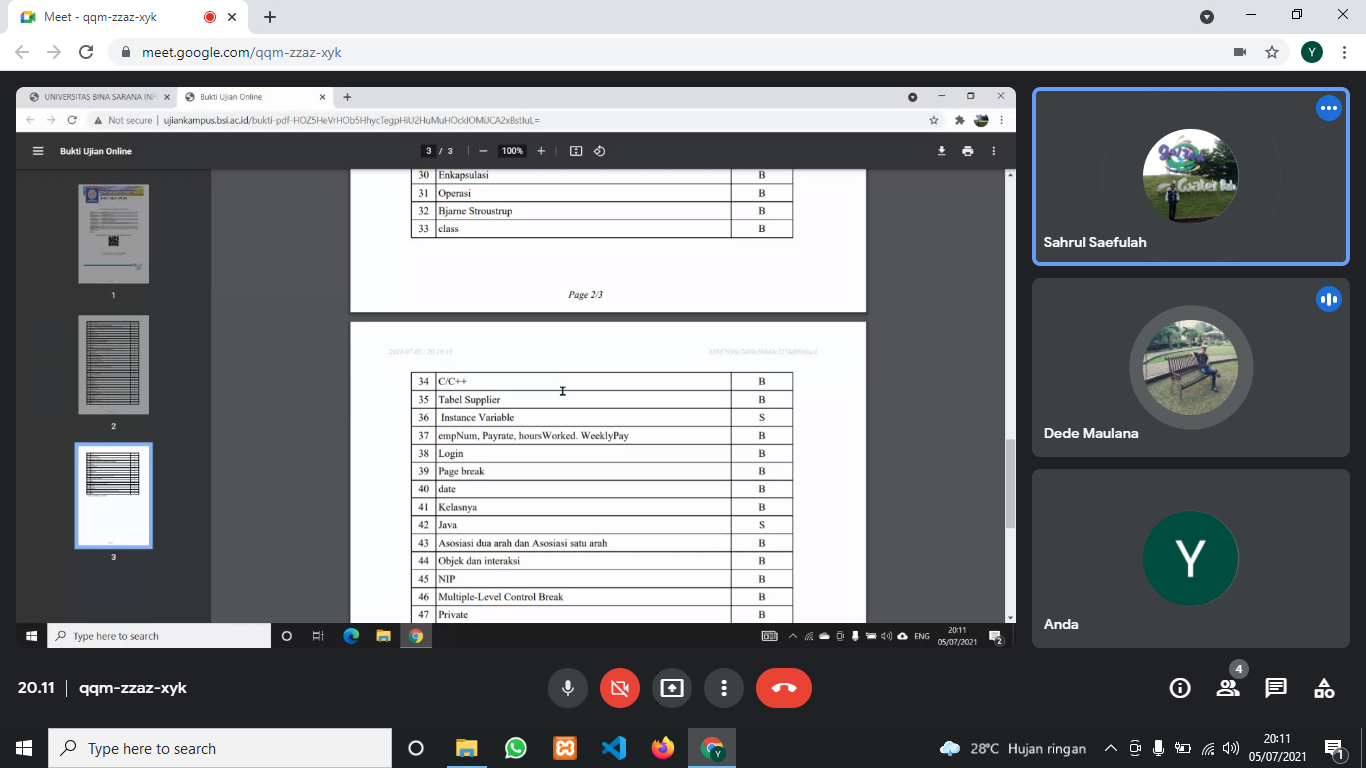 Meet - qqm-zzaz-xyk
meet.google.com/qqm-zzaz-xyk
Y
UNIVERSITAS BINA SARANA INF
Bukti Ujian Online
Not secure | ujiankampus.bsi.ac.id/bukti-pdf-
Bukti Ujian Online
3 / 3
100%
30 Enkapsulasi B
31 Operasi B
32 Bjarne Stroustrup B
33 class B
Page 2/3
34 C/C++ B
35 Tabel Supplier B
36 Instance Variable S
37 empNum, Payrate, hoursWorked. WeeklyPay B
38 Login B
39 Page break B
40 date B
41 Kelasnya B
42 Java S
43 Asosiasi dua arah dan Asosiasi satu arah B
44 Objek dan interaksi B
45 NIP B
46 Multiple-Level Control Break B
47 Private B
1
2
3
Type here to search
ENG
20:11
05/07/2021
2
Sahrul Saefulah
Dede Maulana
Y
Anda
20.11 | qqm-zzaz-xyk
4
Type here to search
Y
28°C Hujan ringan
20:11
05/07/2021
1